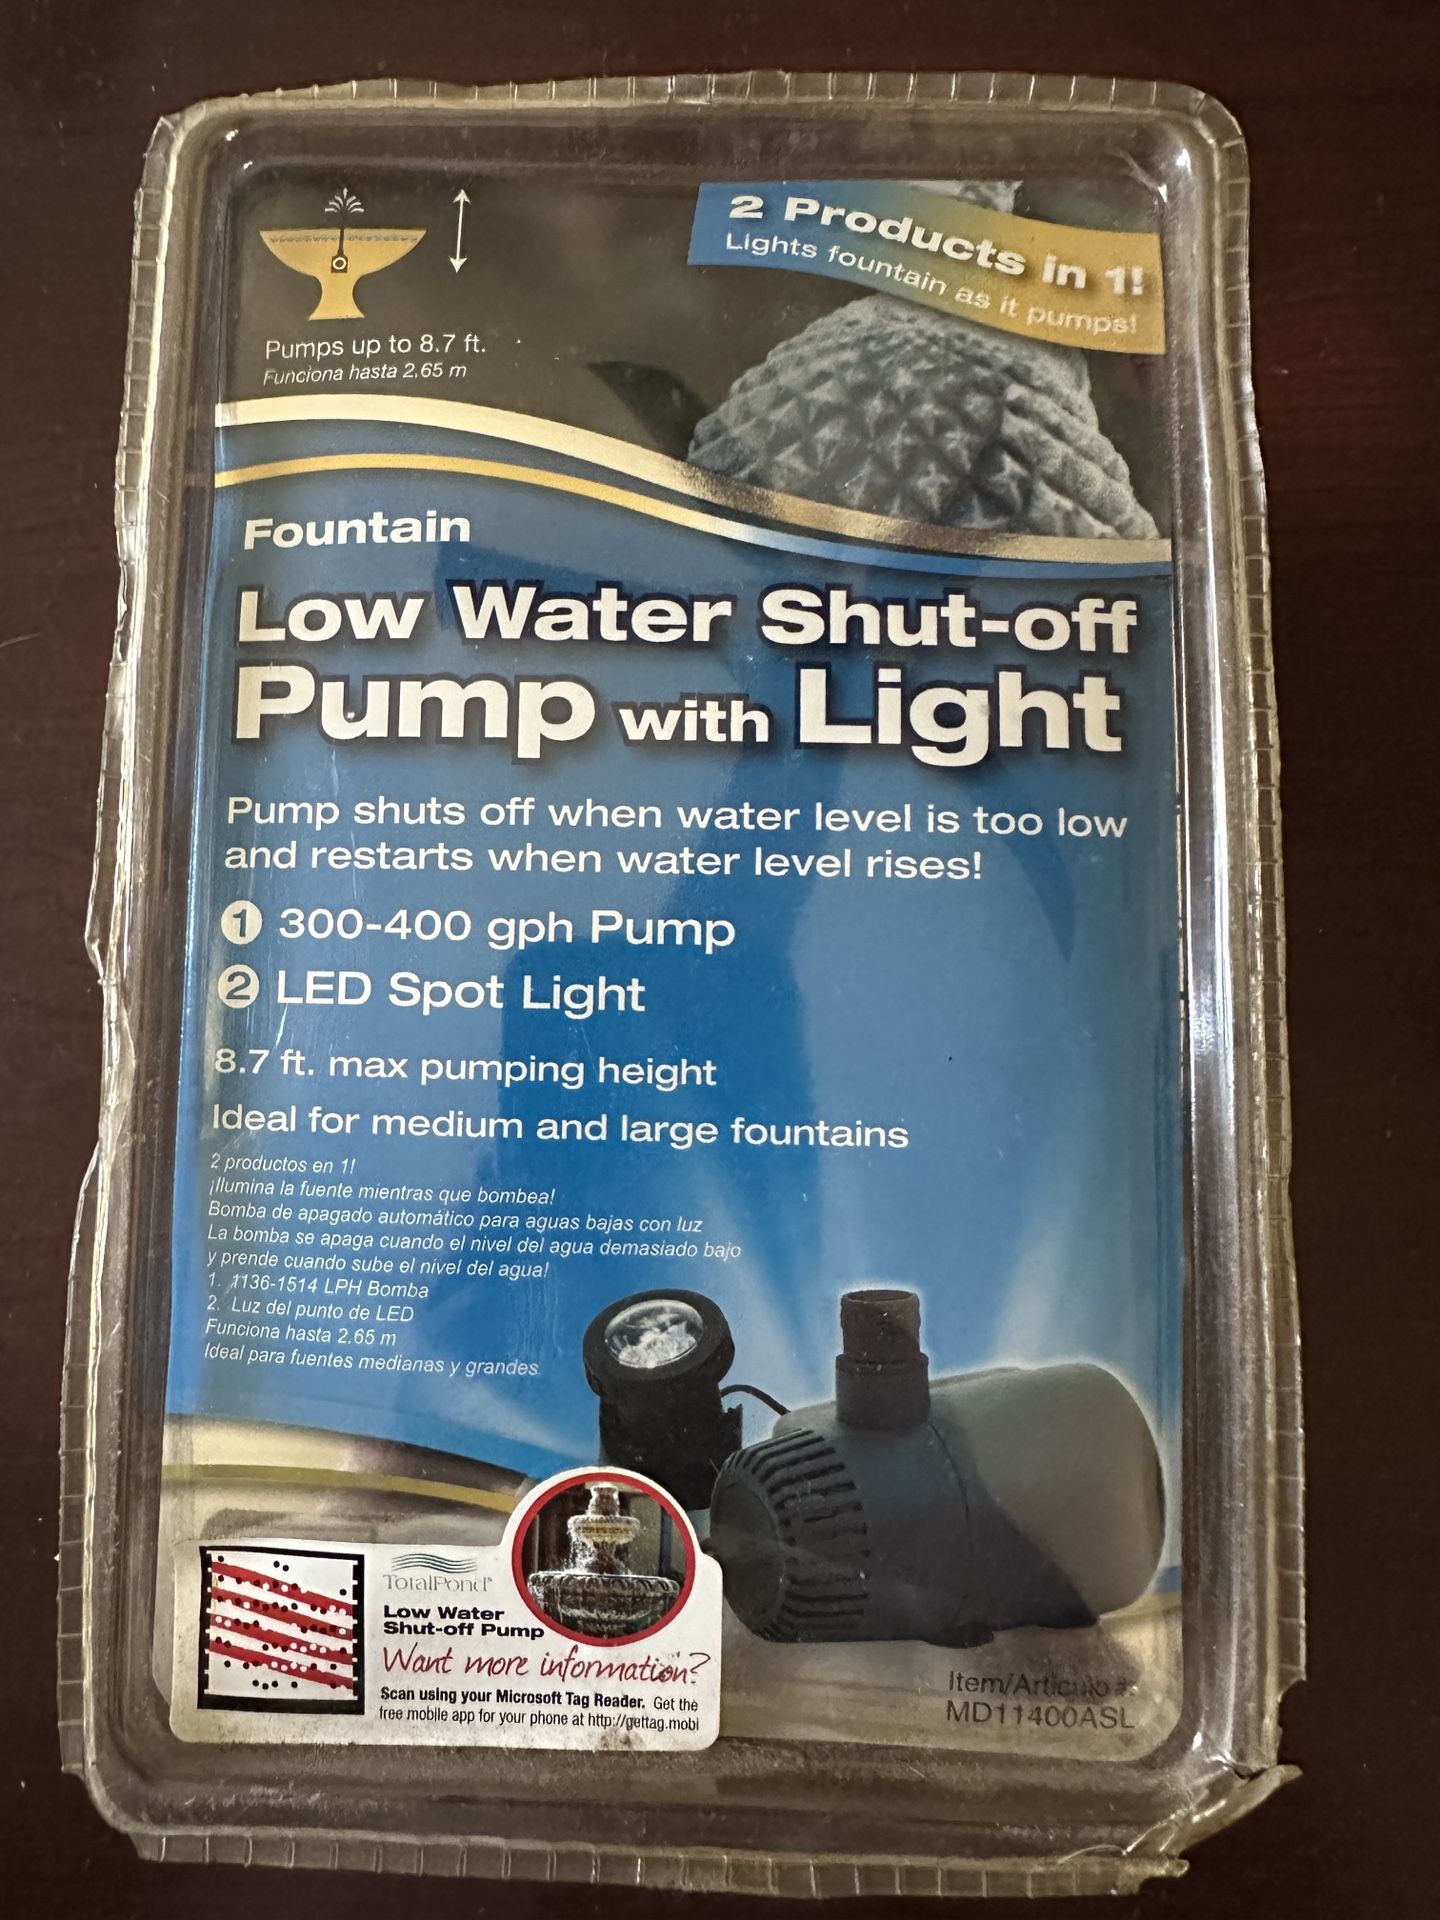 2 Products in 1!
Lights fountain as it pumps!
Pumps up to 8.7 ft.
Funciona hasta 2.65 m
Fountain
Low Water Shut-off
Pump with Light
Pump shuts off when water level is too low
and restarts when water level rises!
1 300-400 gph Pump
2 LED Spot Light
8.7 ft. max pumping height
Ideal for medium and large fountains
2 productos en 1!
¡Ilumina la fuente mientras que bombea!
Bomba de apagado automático para aguas bajas con luz
La bomba se apaga cuando el nivel del agua demasiado bajo
y prende cuando sube el nivel del agua!
1. 1136-1514 LPH Bomba
2. Luz del punto de LED
Funciona hasta 2.65 m
Ideal para fuentes medianas y grandes
TotalPond®
Low Water
Shut-off Pump
Want more information?
Scan using your Microsoft Tag Reader. Get the
free mobile app for your phone at http://gettag.mobi
Item/Artículo #:
MD11400ASL